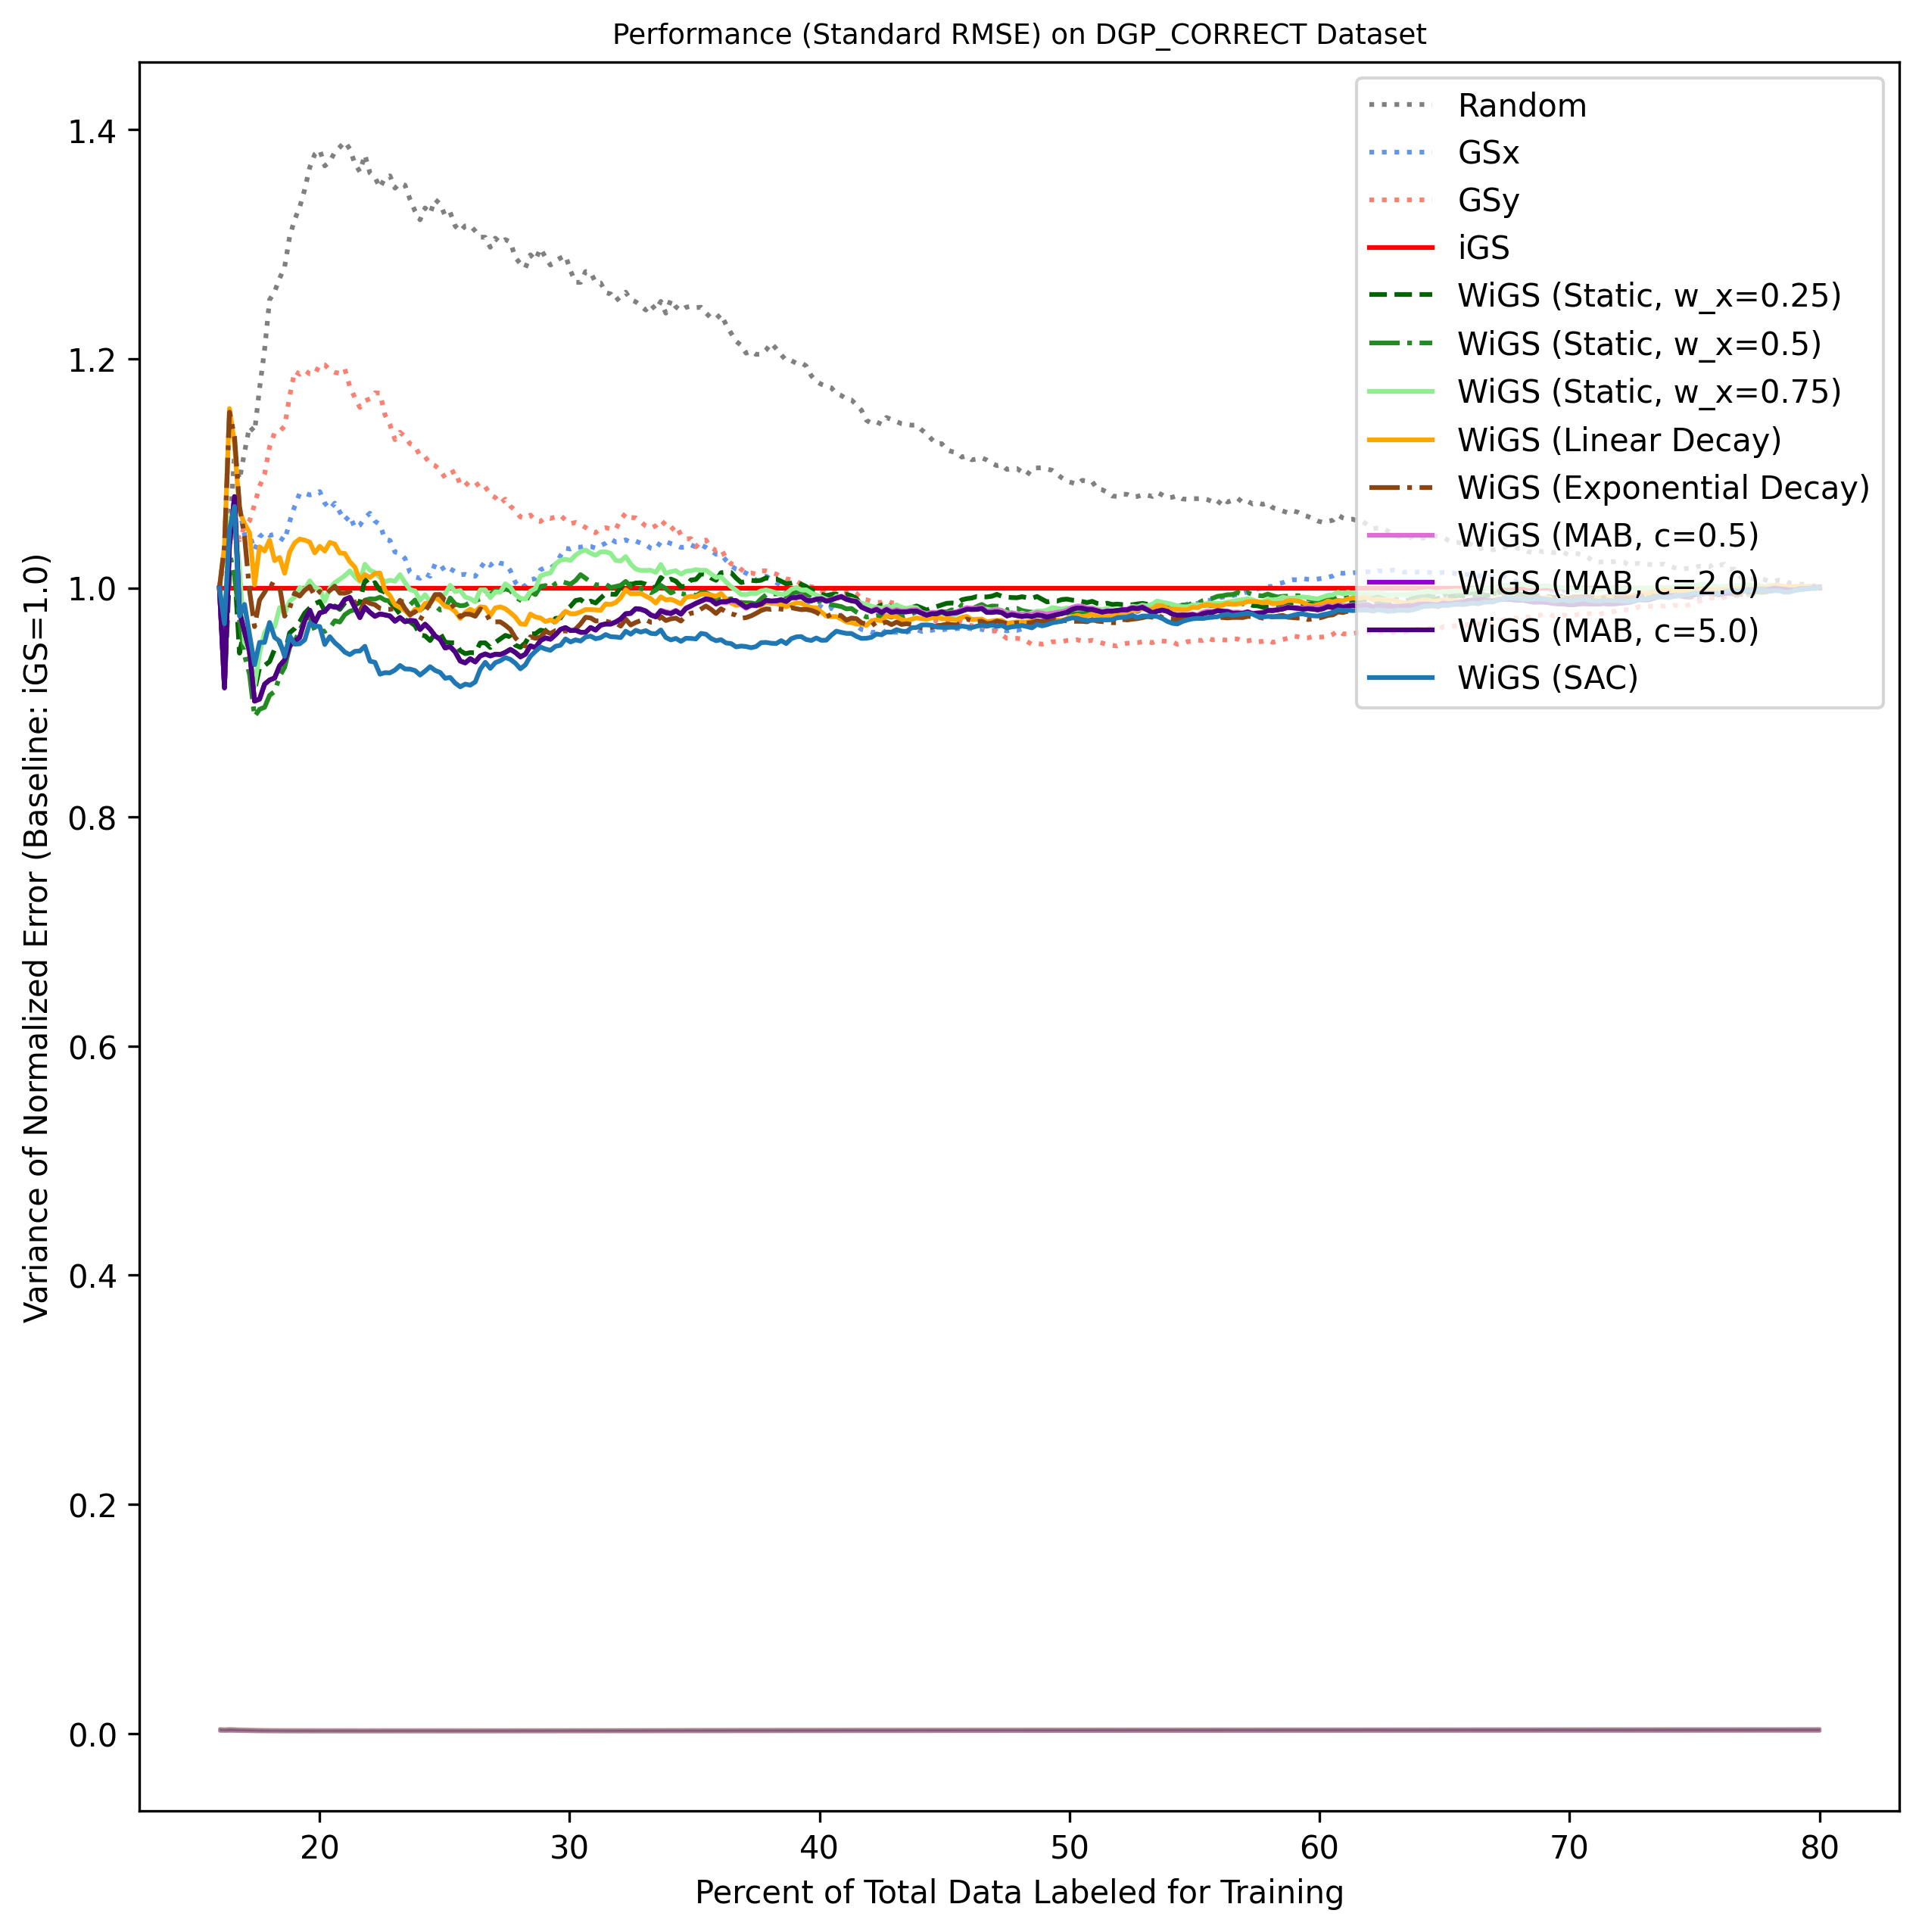 Performance (Standard RMSE) on DGP_CORRECT Dataset
Variance of Normalized Error (Baseline: iGS=1.0)
1.4
1.2
1.0
0.8
0.6
0.4
0.2
0.0
Random
GSx
GSy
iGS
WiGS (Static, w_x=0.25)
WiGS (Static, w_x=0.5)
WiGS (Static, w_x=0.75)
WiGS (Linear Decay)
WiGS (Exponential Decay)
WiGS (MAB, c=0.5)
WiGS (MAB, c=2.0)
WiGS (MAB, c=5.0)
WiGS (SAC)
20 30 40 50 60 70 80
Percent of Total Data Labeled for Training